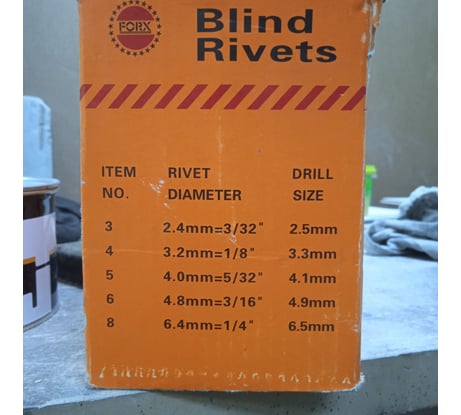 FORX
Blind
Rivets
ITEM RIVET DRILL
NO. DIAMETER SIZE
3 2.4mm=3/32" 2.5mm
4 3.2mm=1/8" 3.3mm
5 4.0mm=5/32" 4.1mm
6 4.8mm=3/16" 4.9mm
8 6.4mm=1/4" 6.5mm